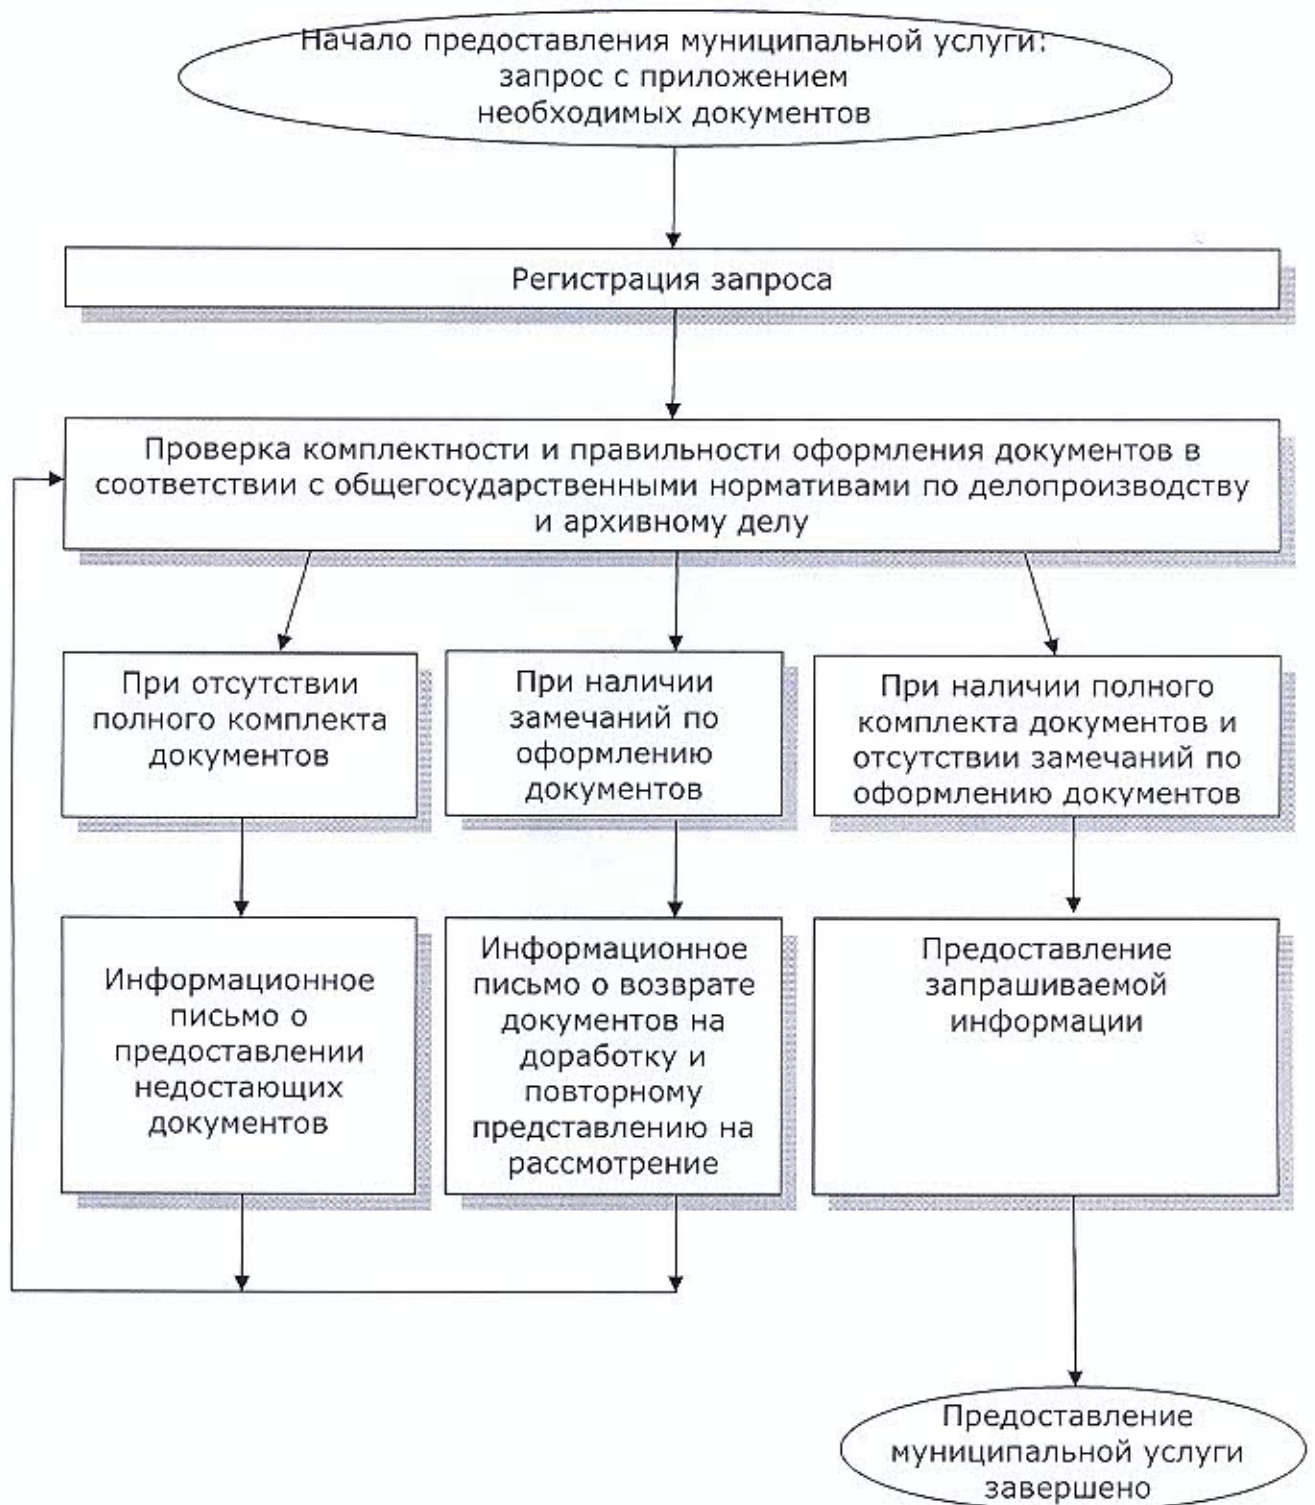 Начало предоставления муниципальной услуги:
запрос с приложением
необходимых документов
Регистрация запроса
Проверка комплектности и правильности оформления документов в
соответствии с общегосударственными нормативами по делопроизводству
и архивному делу
При отсутствии
полного комплекта
документов
При наличии
замечаний по
оформлению
документов
При наличии полного
комплекта документов и
отсутствии замечаний по
оформлению документов
Информационное
письмо о
предоставлении
недостающих
документов
Информационное
письмо о возврате
документов на
доработку и
повторному
представлению на
рассмотрение
Предоставление
запрашиваемой
информации
Предоставление
муниципальной услуги
завершено